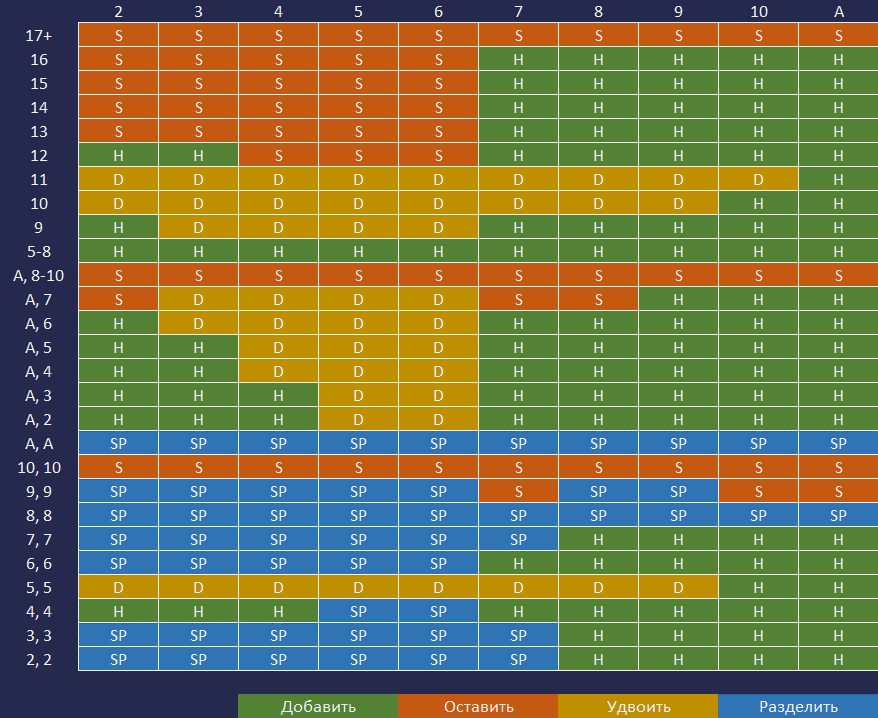 2 3 4 5 6 7 8 9 10 A
17+ S S S S S S S S S S
16 S S S S S H H H H H
15 S S S S S H H H H H
14 S S S S S H H H H H
13 S S S S S H H H H H
12 H H S S S H H H H H
11 D D D D D D D D D H
10 D D D D D D D D H H
9 H D D D D H H H H H
5-8 H H H H H H H H H H
A, 8-10 S S S S S S S S S S
A, 7 S D D D D S S H H H
A, 6 H D D D D H H H H H
A, 5 H H D D D H H H H H
A, 4 H H D D D H H H H H
A, 3 H H H D D H H H H H
A, 2 H H H D D H H H H H
A, A SP SP SP SP SP SP SP SP SP SP
10, 10 S S S S S S S S S S
9, 9 SP SP SP SP SP S SP SP S S
8, 8 SP SP SP SP SP SP SP SP SP SP
7, 7 SP SP SP SP SP SP H H H H
6, 6 SP SP SP SP SP H H H H H
5, 5 D D D D D D D D H H
4, 4 H H H SP SP H H H H H
3, 3 SP SP SP SP SP SP H H H H
2, 2 SP SP SP SP SP SP H H H H
Добавить Оставить Удвоить Разделить